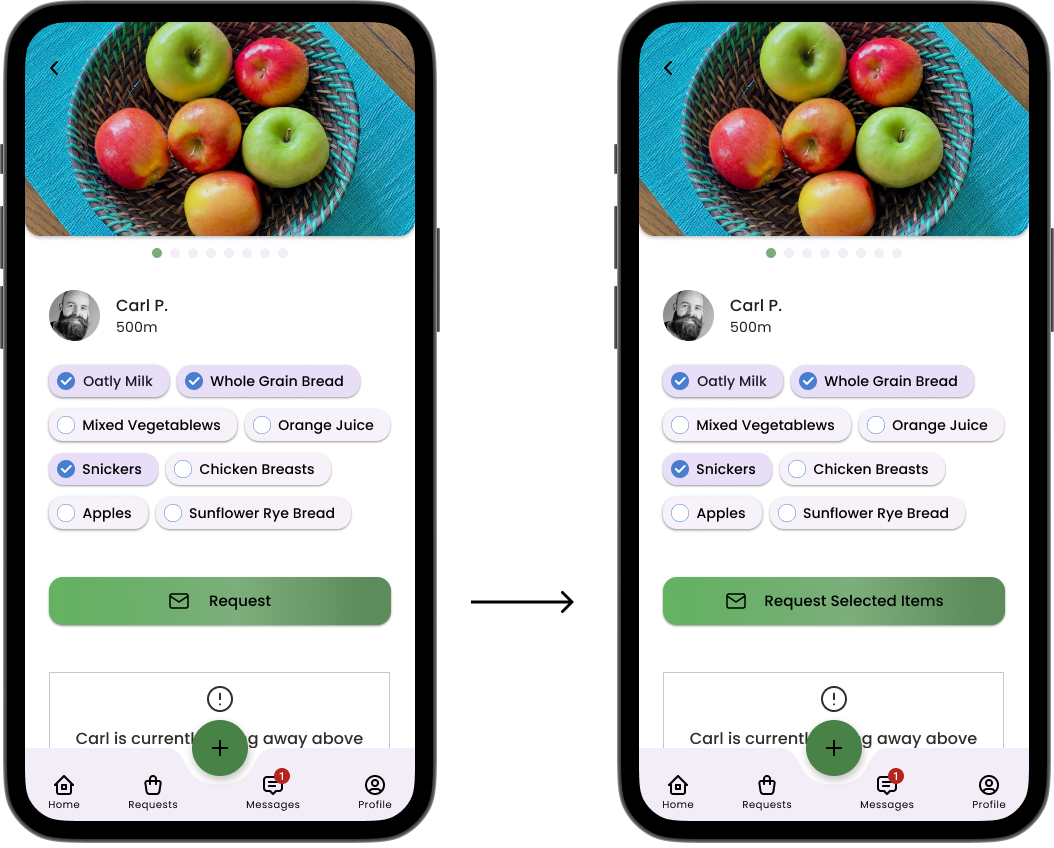 Carl P.
500m
Oatly Milk Whole Grain Bread
Mixed Vegetablews Orange Juice
Snickers Chicken Breasts
Apples Sunflower Rye Bread
Request
Carl is currentl g away above
1
Home Requests Messages Profile
Carl P.
500m
Oatly Milk Whole Grain Bread
Mixed Vegetablews Orange Juice
Snickers Chicken Breasts
Apples Sunflower Rye Bread
Request Selected Items
Carl is currentl g away above
1
Home Requests Messages Profile